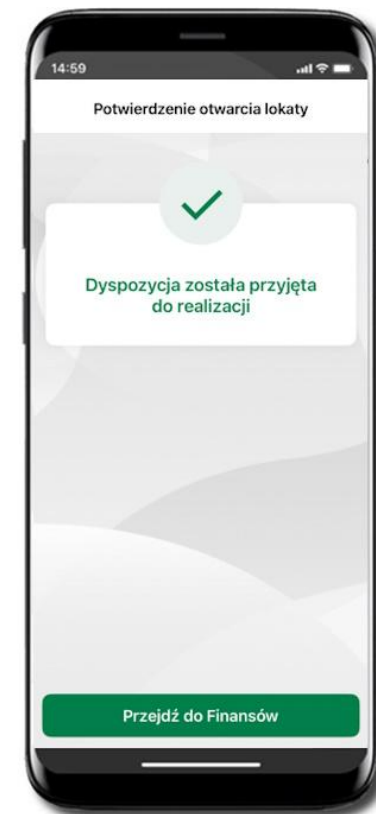 14:59
Potwierdzenie otwarcia lokaty
Dyspozycja została przyjęta
do realizacji
Przejdź do Finansów